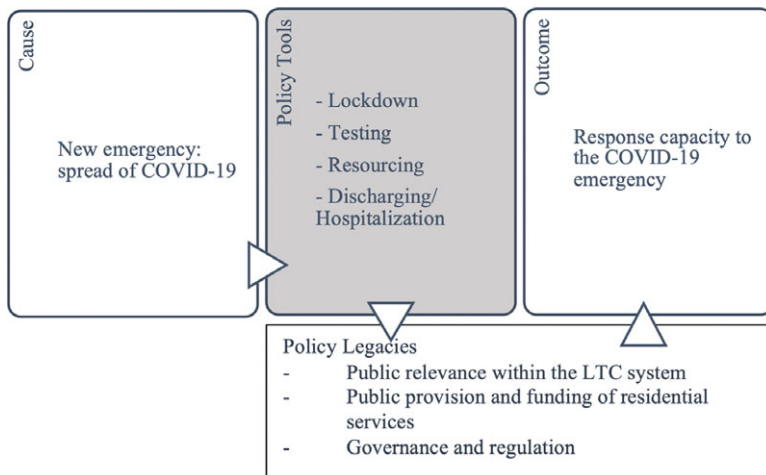 Cause
New emergency:
spread of COVID-19
Policy Tools
- Lockdown
- Testing
- Resourcing
- Discharging/
Hospitalization
Outcome
Response capacity to
the COVID-19
emergency
Policy Legacies
- Public relevance within the LTC system
- Public provision and funding of residential
services
- Governance and regulation